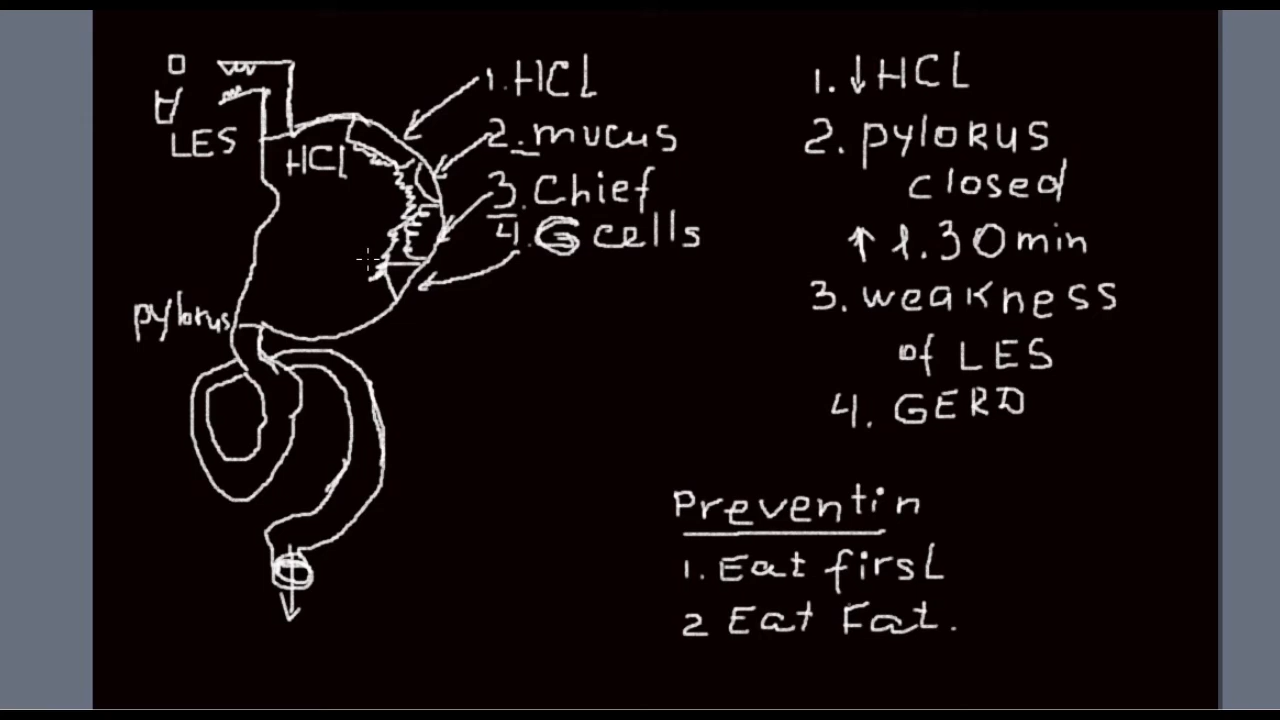 LES
HCl
pylorus
1. HCL
2. mucus
3. Chief
4. G cells
1. ↓ HCL
2. pylorus
closed
↑ 1.30 min
3. weakness
of LES
4. GERD
Preventin
1. Eat first
2 Eat Fat.